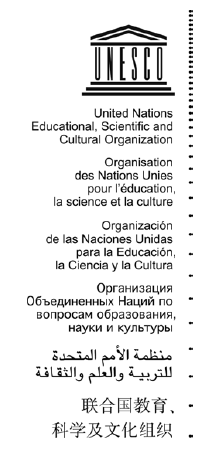 UNESCO
United Nations
Educational, Scientific and
Cultural Organization
Organisation
des Nations Unies
pour l'éducation,
la science et la culture
Organización
de las Naciones Unidas
para la Educación,
la Ciencia y la Cultura
Организация
Объединенных Наций по
вопросам образования,
науки и культуры
منظمة الأمم المتحدة
للتربية والعلم والثقافة
联合国教育、
科学及文化组织